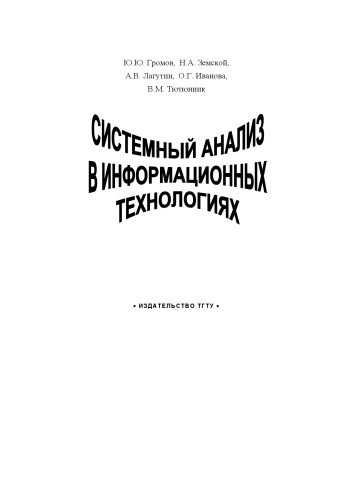 Ю.Ю. Громов, Н.А. Земской,
А.В. Лагутин, О.Г. Иванова,
В.М. Тютюнник
СИСТЕМНЫЙ АНАЛИЗ
В ИНФОРМАЦИОННЫХ
ТЕХНОЛОГИЯХ
• ИЗДАТЕЛЬСТВО ТГТУ •